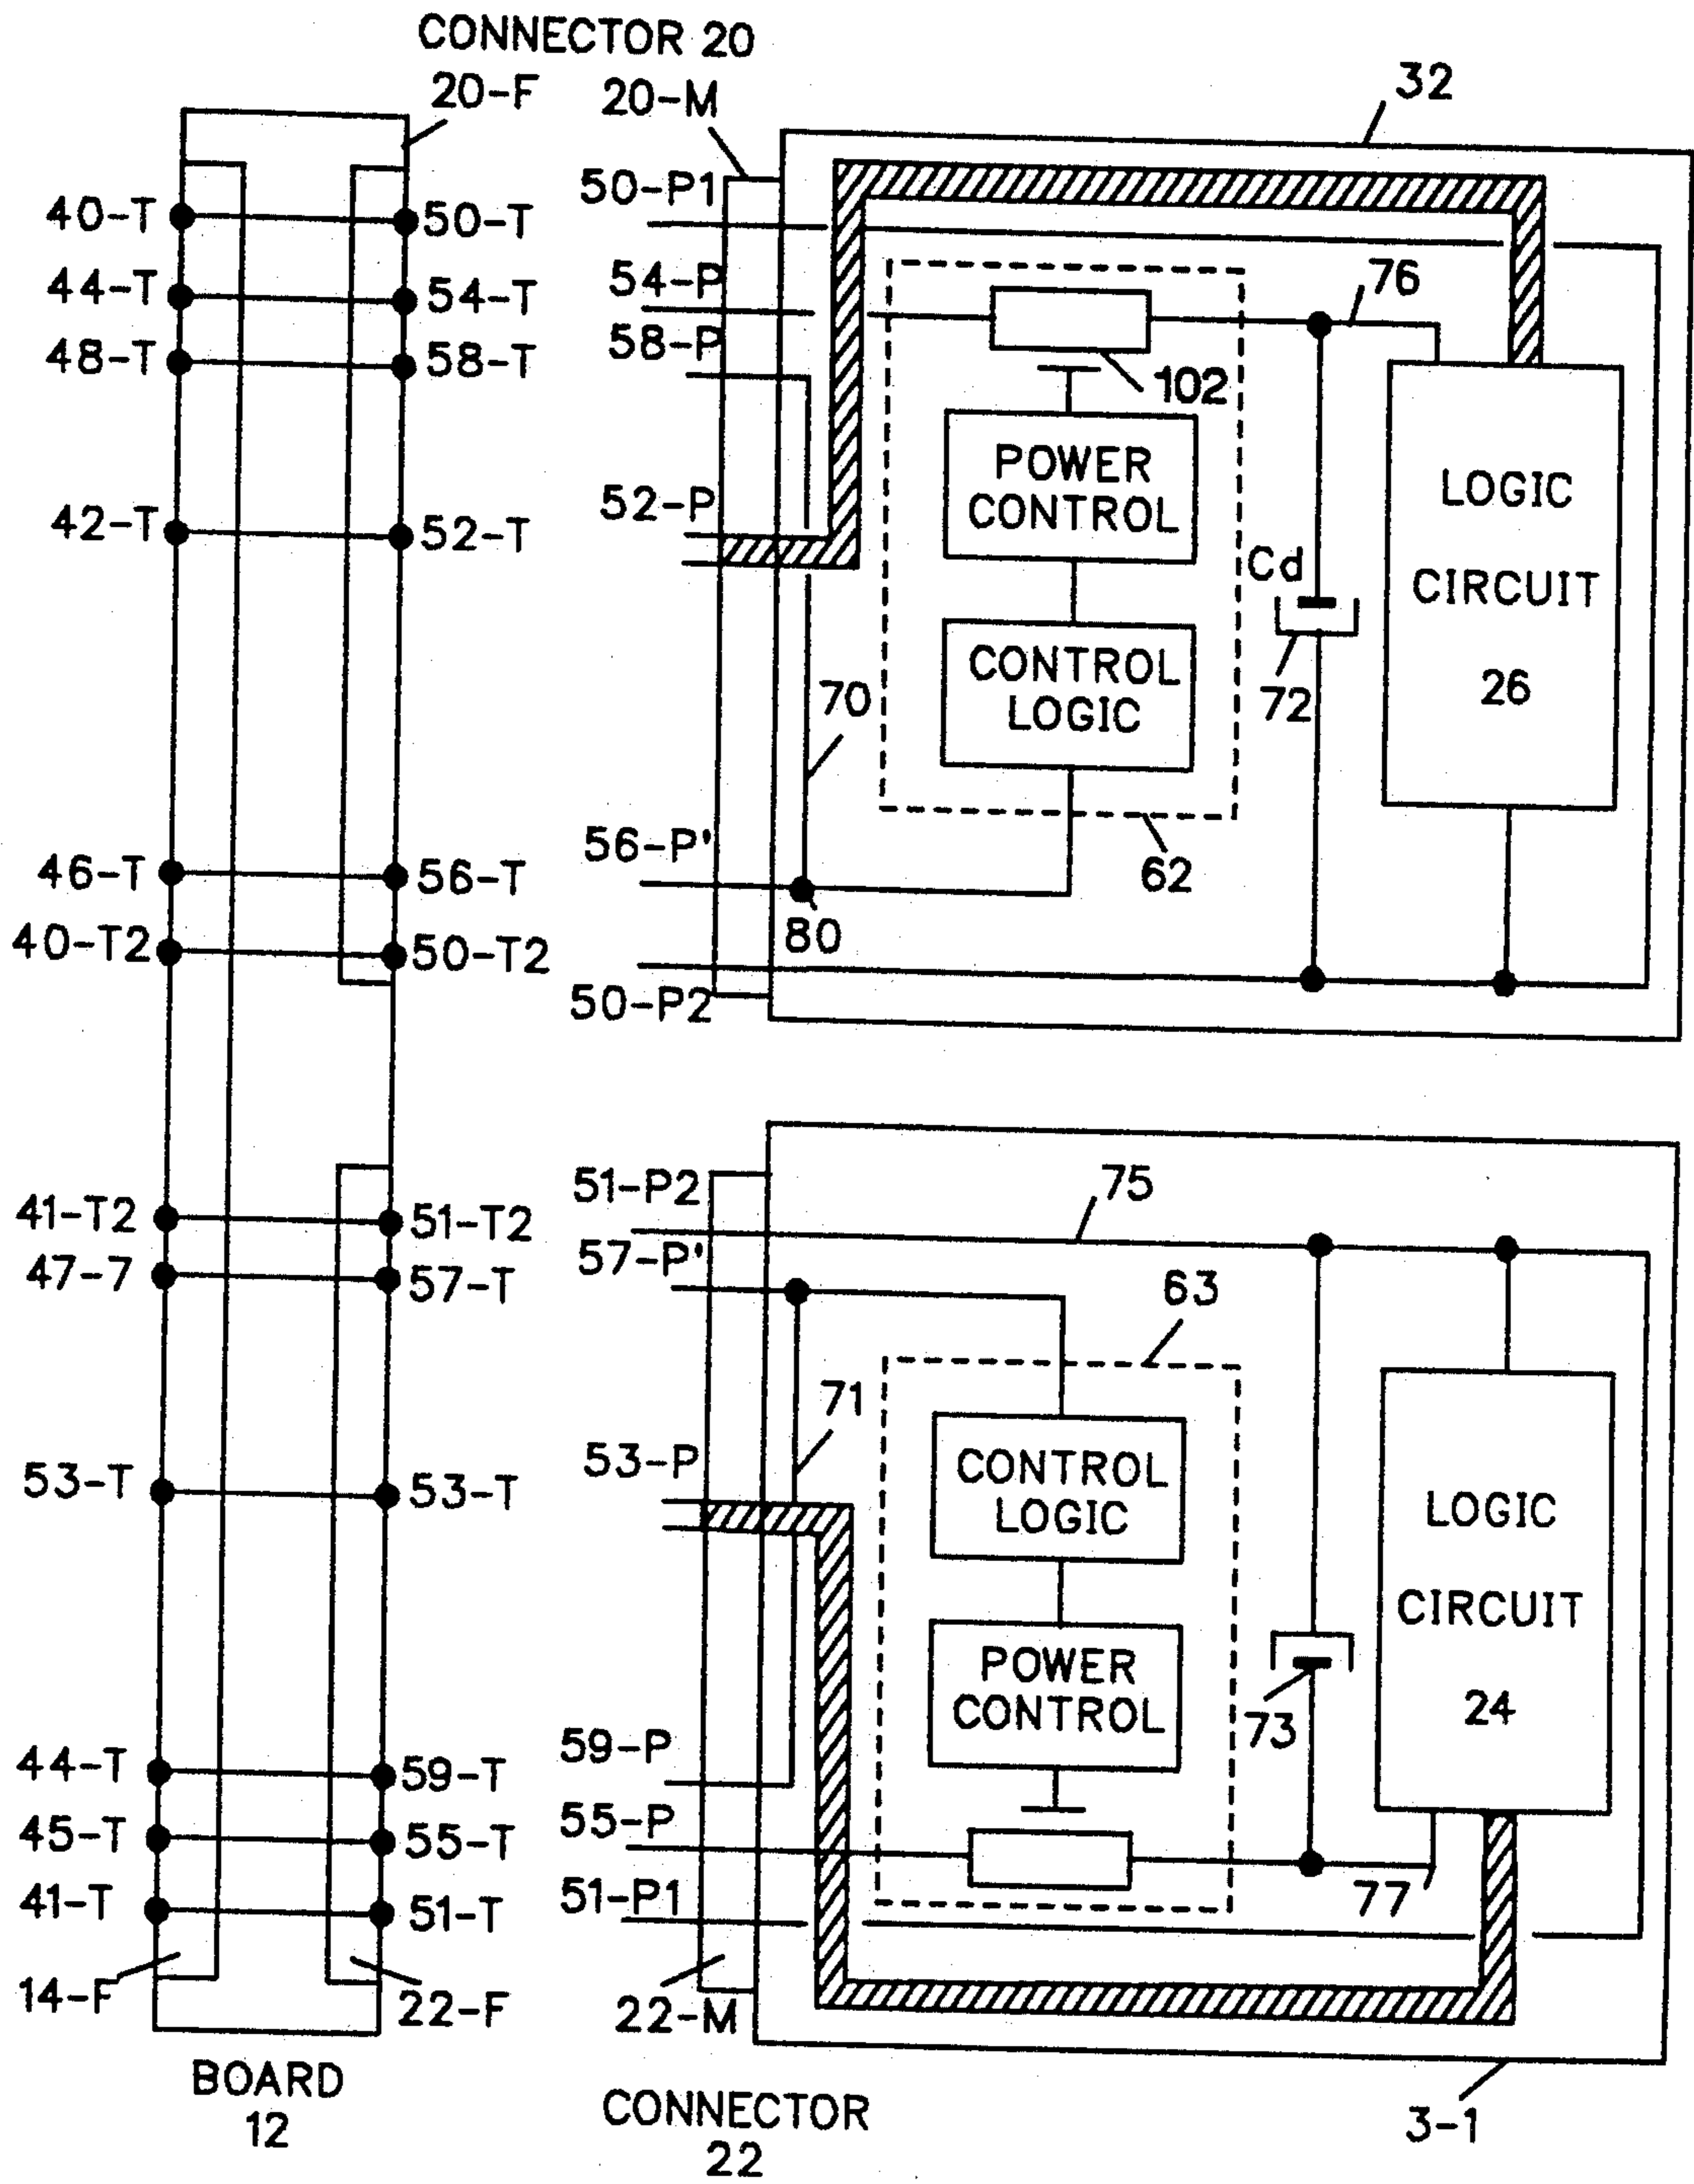 CONNECTOR 20
20-F
20-M
32
50-P1
40-T
50-T
54-P
76
44-T
54-T
58-P
48-T
58-T
102
POWER
CONTROL
LOGIC
CIRCUIT
26
52-P
42-T
52-T
Cd
CONTROL
LOGIC
70
72
56-P'
62
46-T
56-T
80
40-T2
50-T2
50-P2
51-P2
75
41-T2
51-T2
57-P'
47-7
57-T
63
71
53-P
CONTROL
LOGIC
LOGIC
CIRCUIT
24
53-T
53-T
POWER
CONTROL
73
59-P
44-T
59-T
55-P
45-T
55-T
51-P1
77
41-T
51-T
14-F
22-F
22-M
BOARD
12
CONNECTOR
22
3-1